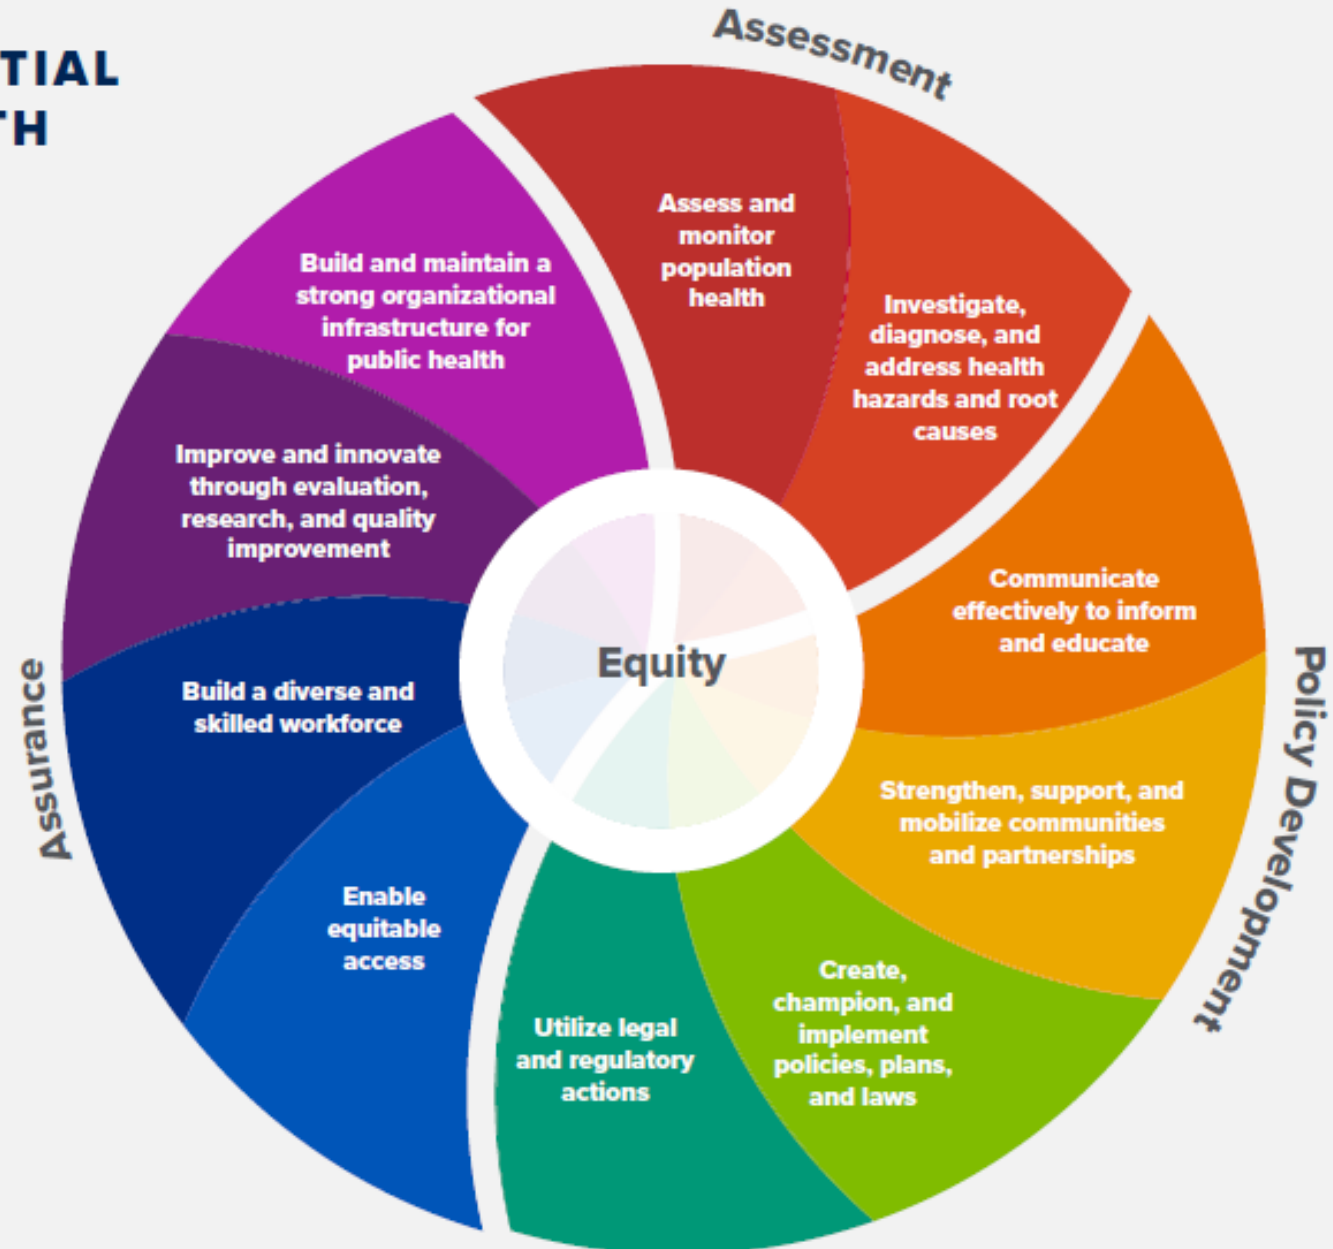 TIAL
TH
Assessment
Assess and
monitor
population
health
Investigate,
diagnose, and
address health
hazards and root
causes
Communicate
effectively to inform
and educate
Policy Development
Strengthen, support, and
mobilize communities
and partnerships
Create,
champion, and
implement
policies, plans,
and laws
Utilize legal
and regulatory
actions
Enable
equitable
access
Assurance
Build a diverse and
skilled workforce
Improve and innovate
through evaluation,
research, and quality
improvement
Build and maintain a
strong organizational
infrastructure for
public health
Equity